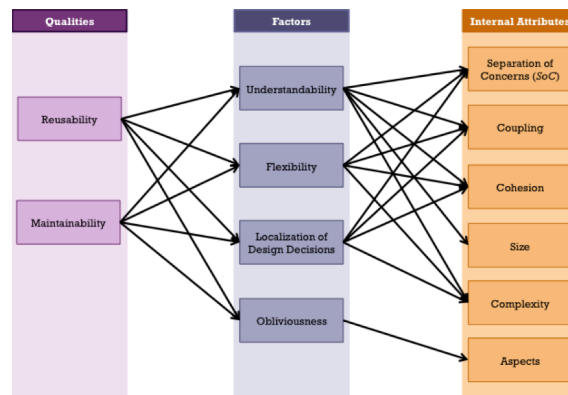 Qualities
Factors
Internal Attributes
Reusability
Maintainability
Understandability
Flexibility
Localization of
Design Decisions
Obliviousness
Separation of
Concerns (SoC)
Coupling
Cohesion
Size
Complexity
Aspects